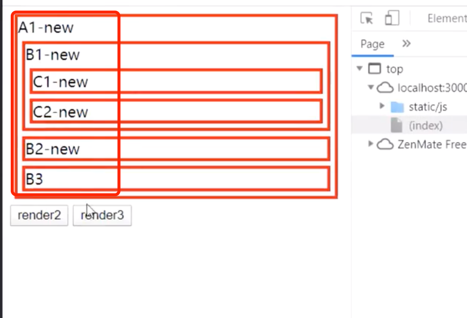 A1-new
B1-new
C1-new
C2-new
B2-new
B3
render2 render3
Element
Page »
top
localhost:3000
static/js
(index)
ZenMate Free